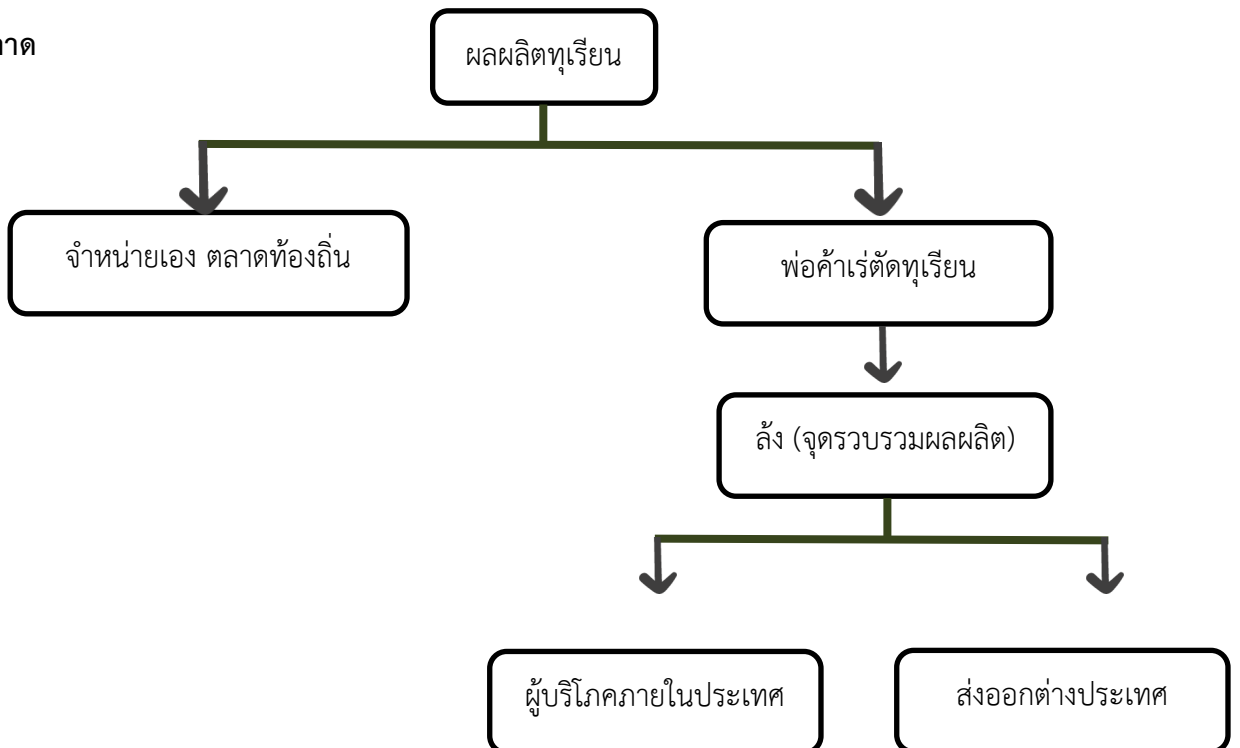 ผลผลิตทุเรียน
จำหน่ายเอง ตลาดท้องถิ่น
พ่อค้าเร่ตัดทุเรียน
ล้ง (จุดรวบรวมผลผลิต)
ผู้บริโภคภายในประเทศ
ส่งออกต่างประเทศ